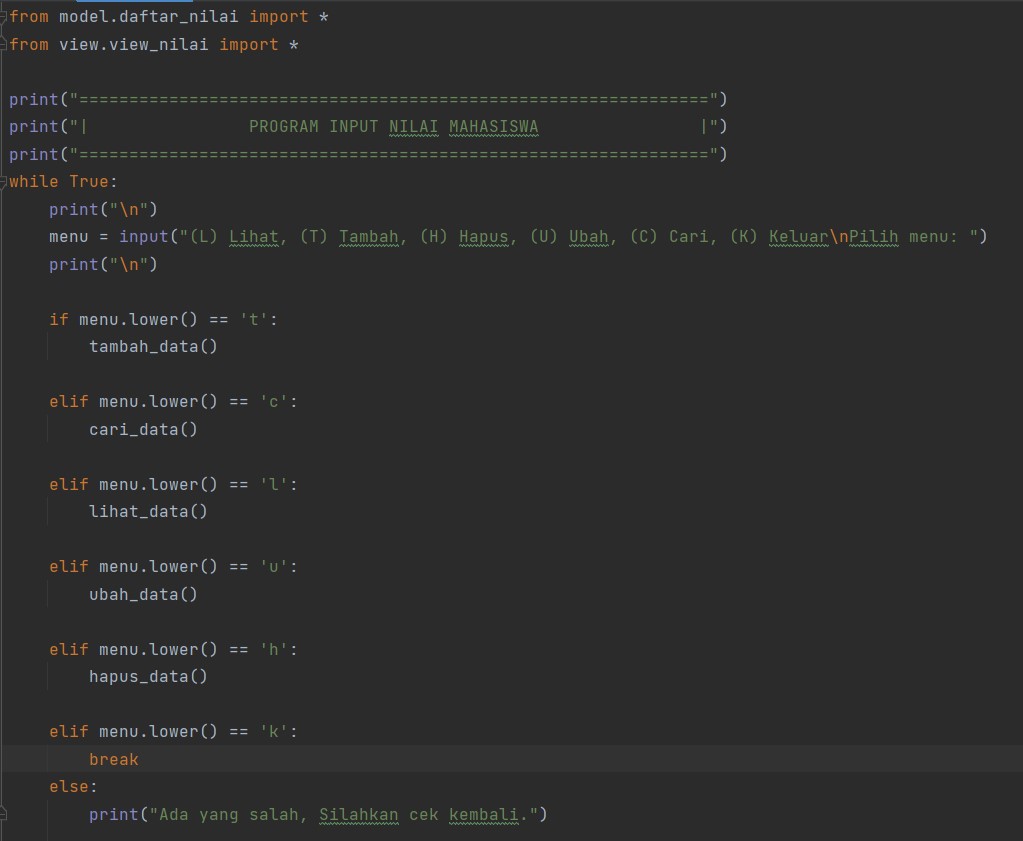 from model.daftar_nilai import *
from view.view_nilai import *
print("===============================================================")
print("|                PROGRAM INPUT NILAI MAHASISWA                |")
print("===============================================================")
while True:
    print("\n")
    menu = input("(L) Lihat, (T) Tambah, (H) Hapus, (U) Ubah, (C) Cari, (K) Keluar\nPilih menu: ")
    print("\n")
    if menu.lower() == 't':
        tambah_data()
    elif menu.lower() == 'c':
        cari_data()
    elif menu.lower() == 'l':
        lihat_data()
    elif menu.lower() == 'u':
        ubah_data()
    elif menu.lower() == 'h':
        hapus_data()
    elif menu.lower() == 'k':
        break
    else:
        print("Ada yang salah, Silahkan cek kembali.")